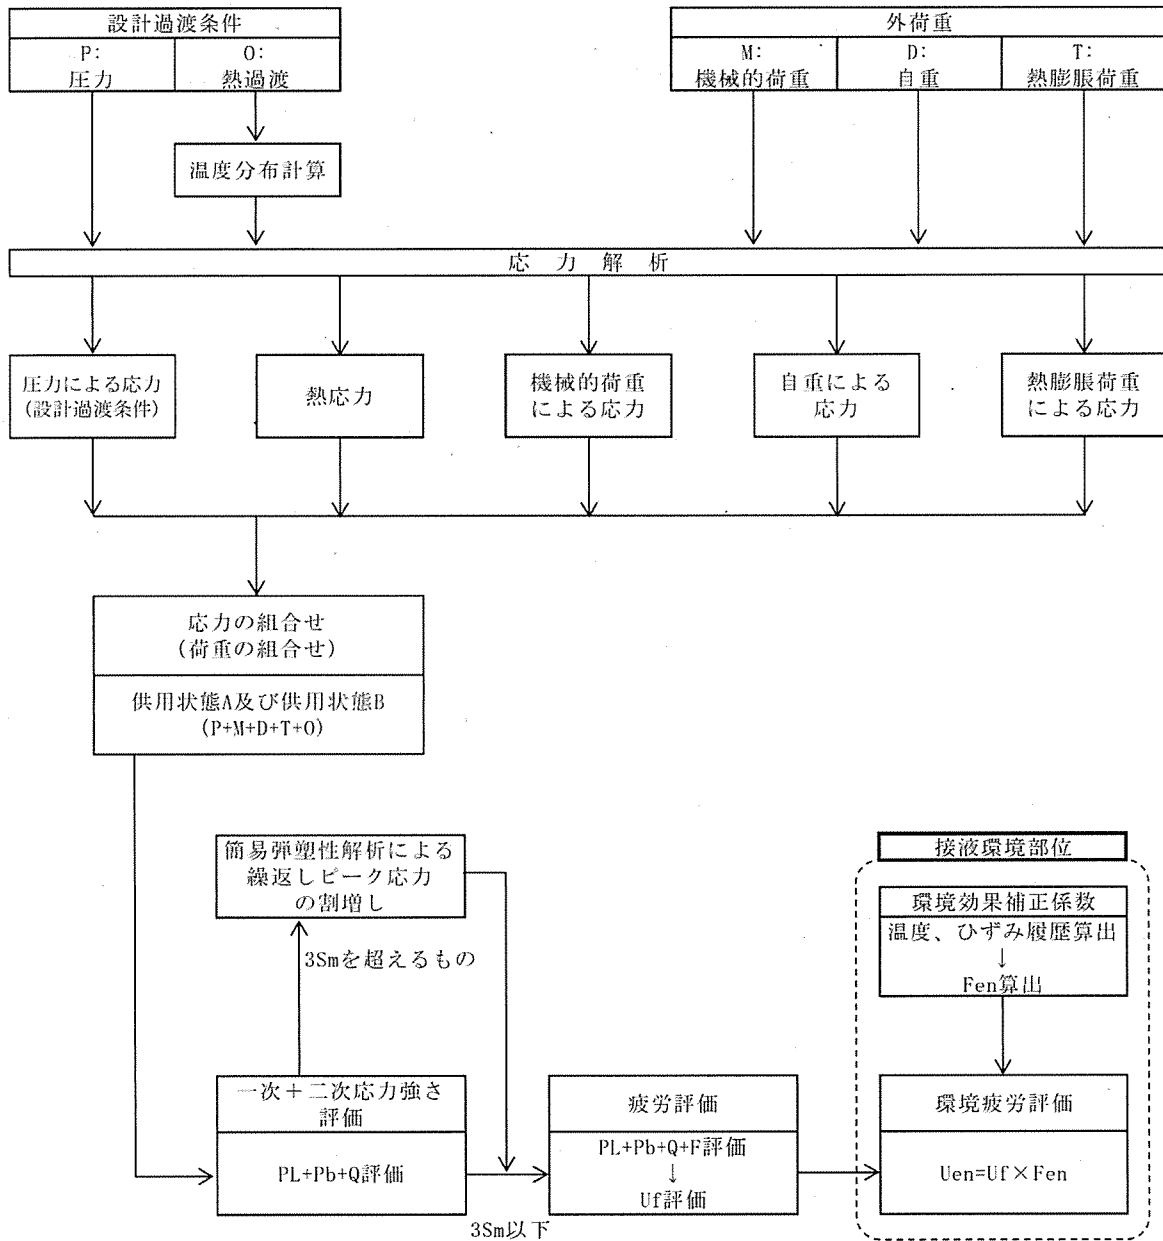 設計過渡条件
P:
圧力
O:
熱過渡
外荷重
M:
機械的荷重
D:
自重
T:
熱膨脹荷重
温度分布計算
応力解析
圧力による応力
(設計過渡条件)
熱応力
機械的荷重
による応力
自重による
応力
熱膨脹荷重
による応力
応力の組合せ
(荷重の組合せ)
供用状態A及び供用状態B
(P+M+D+T+O)
簡易弾塑性解析による
繰返しピーク応力
の割増し
3Smを超えるもの
一次+二次応力強さ
評価
PL+Pb+Q評価
3Sm以下
疲労評価
PL+Pb+Q+F評価
↓
Uf評価
接液環境部位
環境効果補正係数
温度、ひずみ履歴算出
↓
Fen算出
環境疲労評価
Uen=Uf×Fen